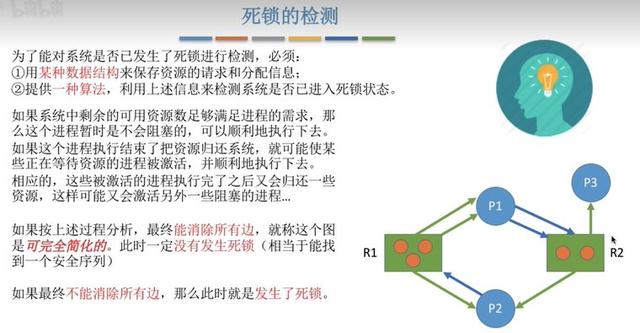 死锁的检测
为了能对系统是否已发生了死锁进行检测，必须：
①用某种数据结构来保存资源的请求和分配信息；
②提供一种算法，利用上述信息来检测系统是否已进入死锁状态。
如果系统中剩余的可用资源数足够满足进程的需求，那
么这个进程暂时是不会阻塞的，可以顺利地执行下去。
如果这个进程执行结束了把资源归还系统，就可能使某
些正在等待资源的进程被激活，并顺利地执行下去。
相应的，这些被激活的进程执行完了之后又会归还一些
资源，这样可能又会激活另外一些阻塞的进程...
如果按上述过程分析，最终能消除所有边，就称这个图
是可完全简化的。此时一定没有发生死锁（相当于能找
到一个安全序列）
如果最终不能消除所有边，那么此时就是发生了死锁。
P3
P1
R1
R2
P2